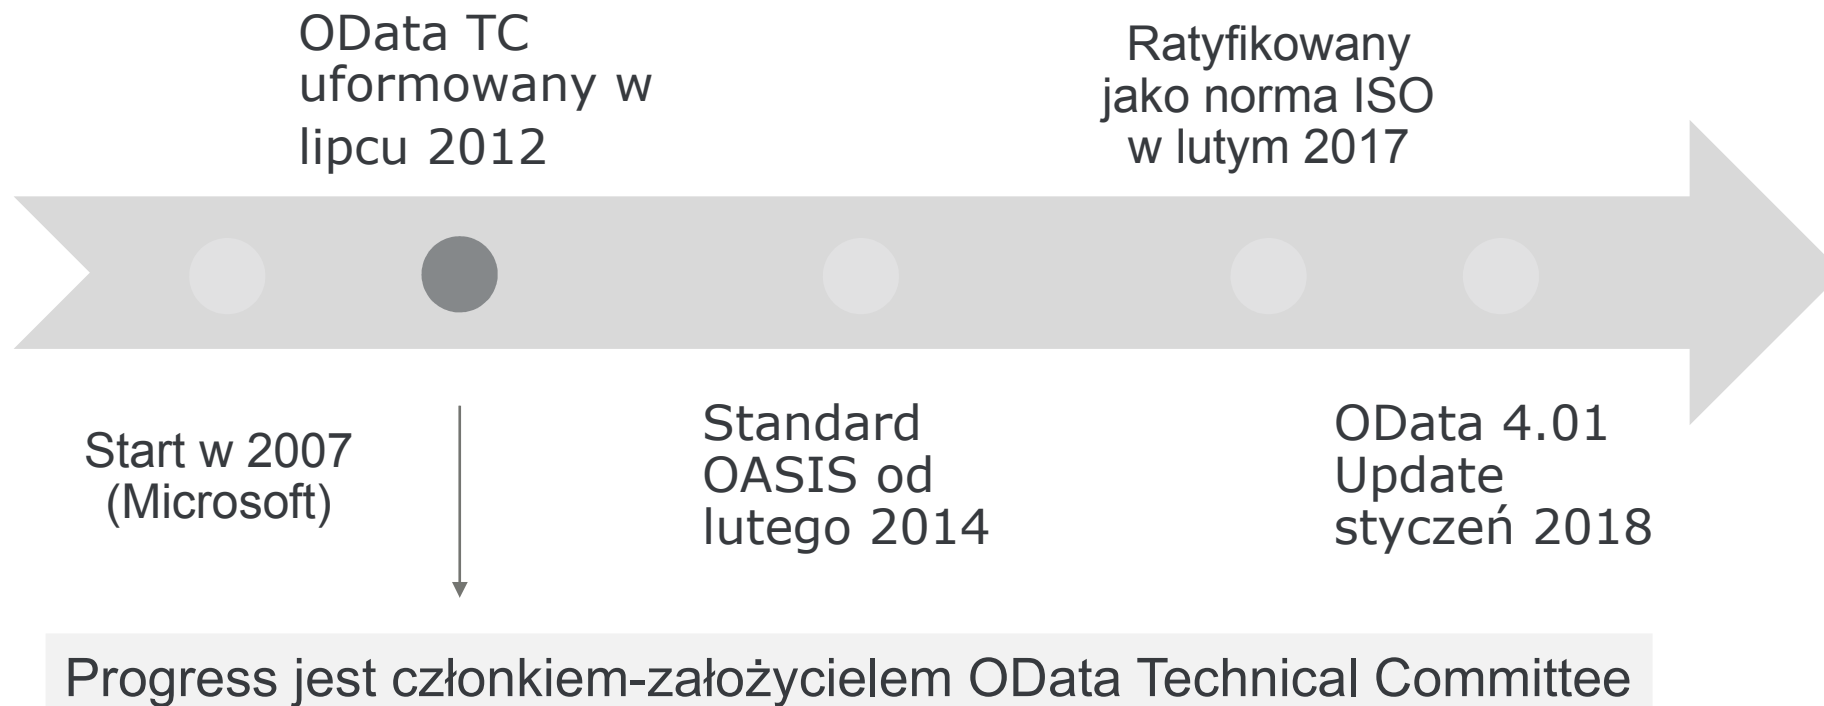 OData TC
uformowany w
lipcu 2012
Ratyfikowany
jako norma ISO
w lutym 2017
Start w 2007
(Microsoft)
Standard
OASIS od
lutego 2014
OData 4.01
Update
styczeń 2018
Progress jest członkiem-założycielem OData Technical Committee